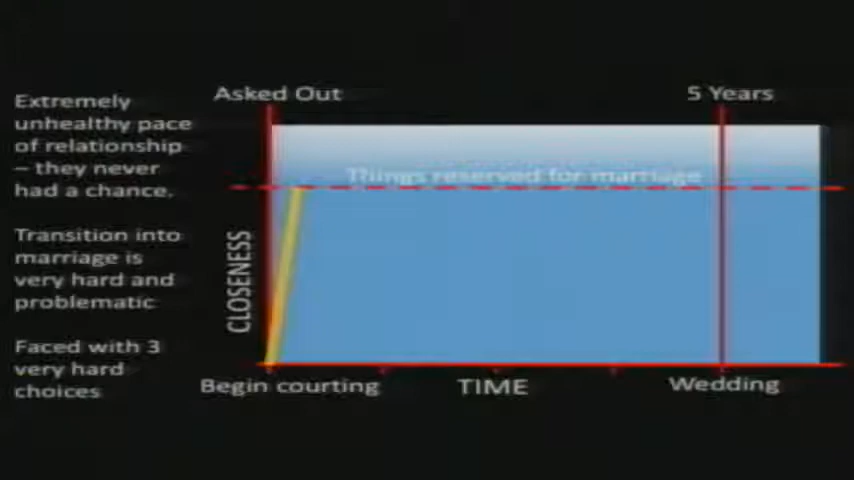 Asked Out
5 Years
Extremely
unhealthy pace
of relationship
– they never
had a chance.
Transition into
marriage is
very hard and
problematic
Faced with 3
very hard
choices
Things reserved for marriage
CLOSENESS
Begin courting
TIME
Wedding